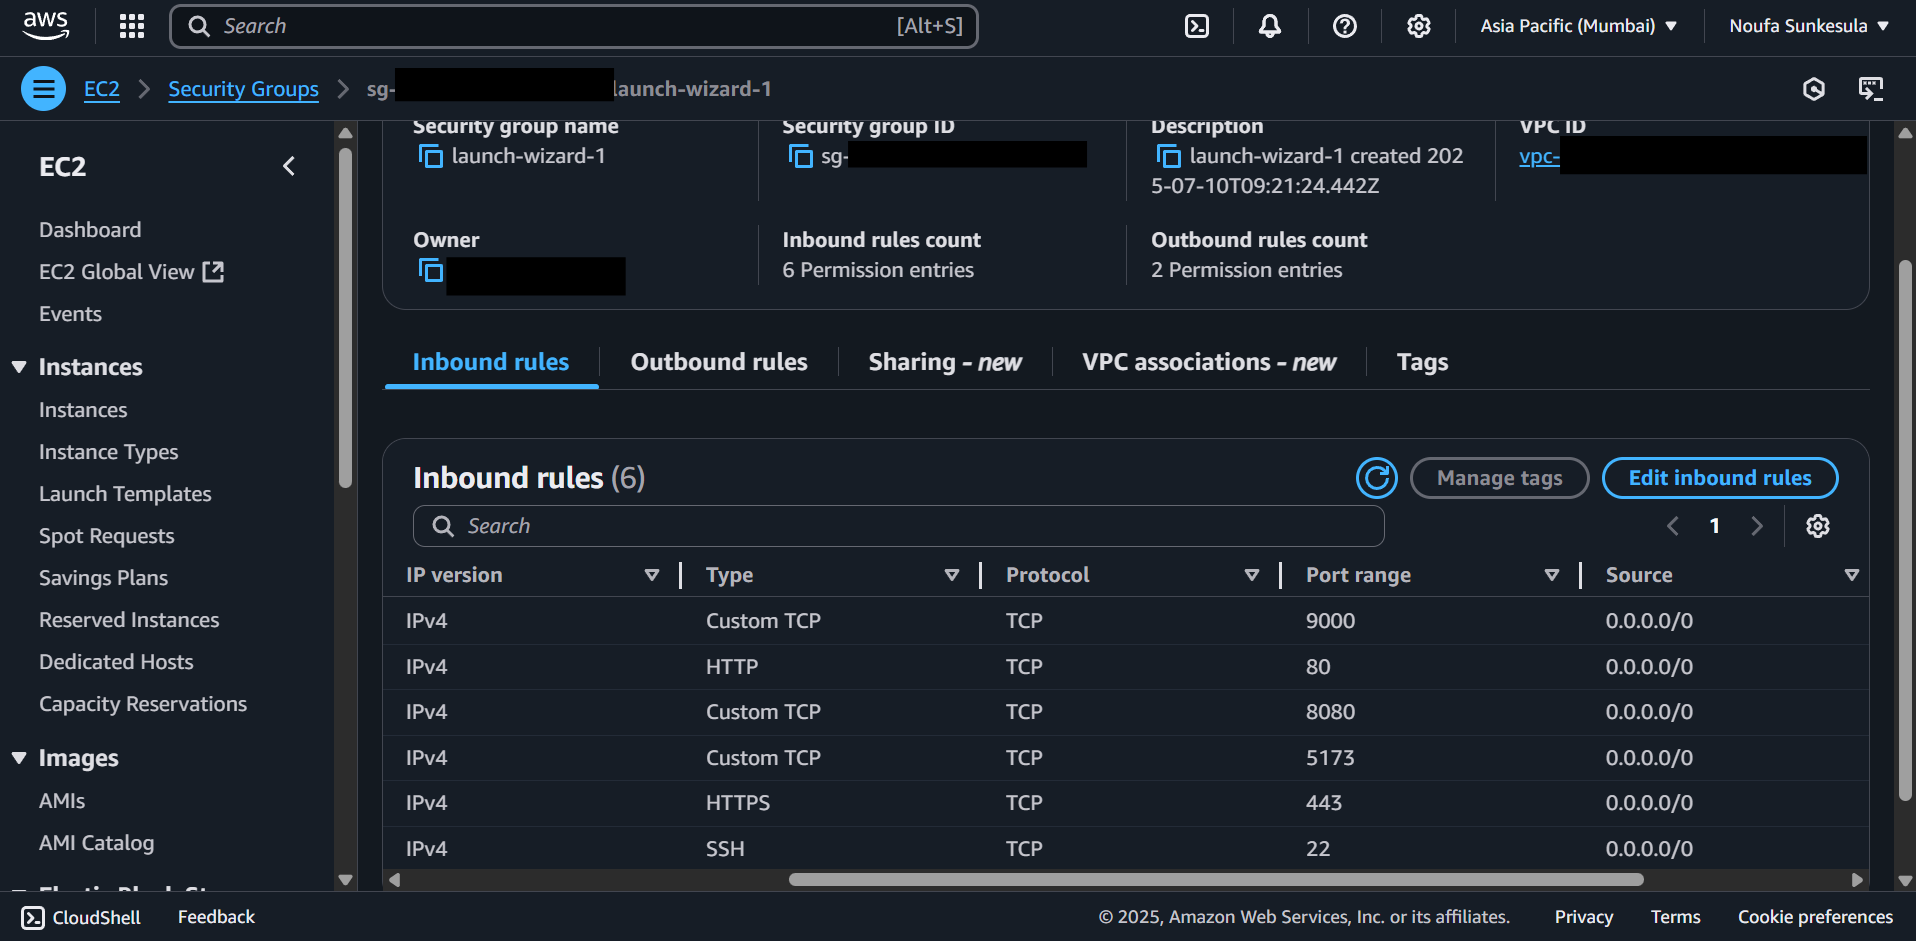 aws
Search [Alt+S] Asia Pacific (Mumbai) Noufa Sunkesula
EC2 Security Groups sg- launch-wizard-1
EC2
Dashboard
EC2 Global View
Events
Instances
Instances
Instance Types
Launch Templates
Spot Requests
Savings Plans
Reserved Instances
Dedicated Hosts
Capacity Reservations
Images
AMIs
AMI Catalog
Security group name
launch-wizard-1
Security group ID
sg-
Description
launch-wizard-1 created 202
5-07-10T09:21:24.442Z
VPC ID
vpc-
Owner
Inbound rules count
6 Permission entries
Outbound rules count
2 Permission entries
Inbound rules Outbound rules Sharing - new VPC associations - new Tags
Inbound rules (6) Manage tags Edit inbound rules
Search 1
IP version Type Protocol Port range Source
IPv4 Custom TCP TCP 9000 0.0.0.0/0
IPv4 HTTP TCP 80 0.0.0.0/0
IPv4 Custom TCP TCP 8080 0.0.0.0/0
IPv4 Custom TCP TCP 5173 0.0.0.0/0
IPv4 HTTPS TCP 443 0.0.0.0/0
IPv4 SSH TCP 22 0.0.0.0/0
CloudShell Feedback © 2025, Amazon Web Services, Inc. or its affiliates. Privacy Terms Cookie preferences